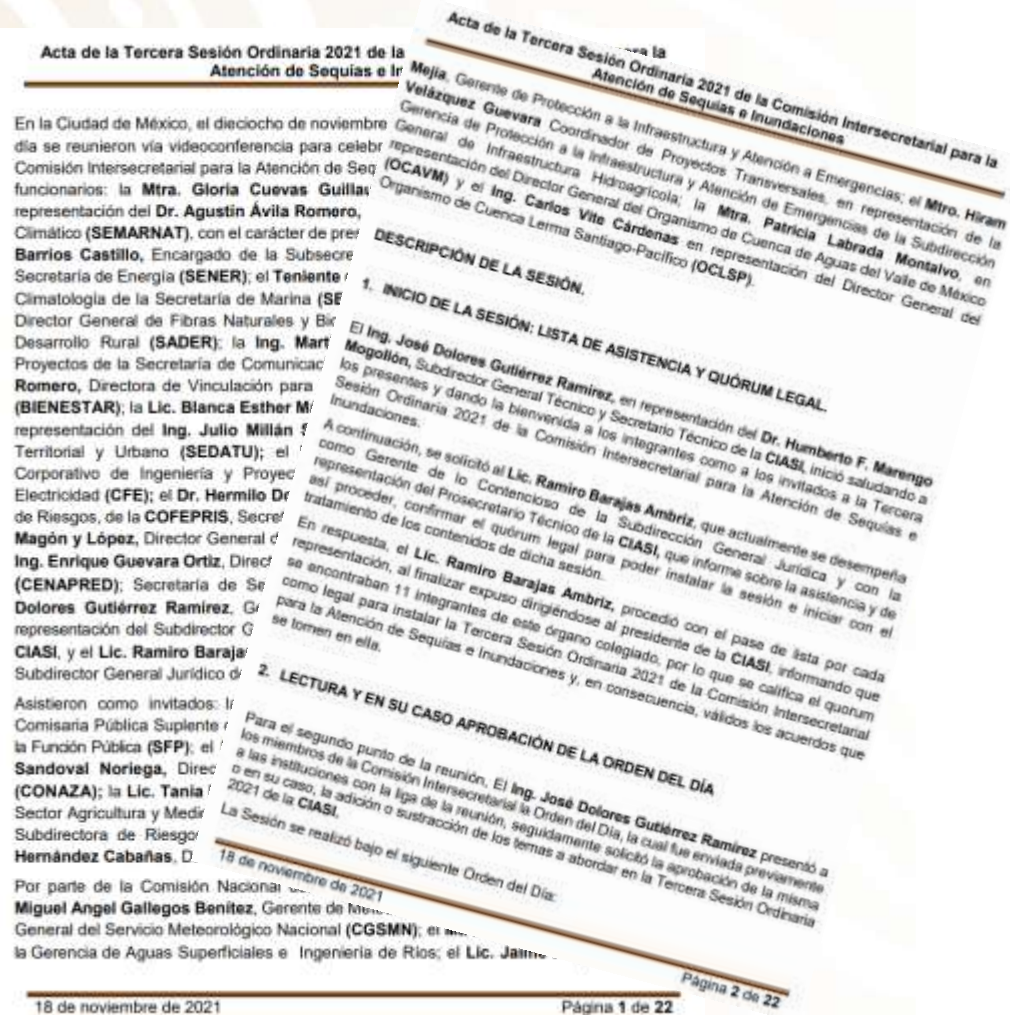 Acta de la Tercera Sesión Ordinaria 2021 de la
ra la
Atención de Sequías e
En la Ciudad de México, el dieciocho de noviembre
día se reunieron vía videoconferencia para celebr
Comisión Intersecretarial para la Atención de Seq
funcionarios: la Mtra. Gloria Cuevas Guillau
representación del Dr. Agustín Ávila Romero,
Climático (SEMARNAT), con el carácter de pre
Barrios Castillo, Encargado de la Subsecre
Secretaría de Energía (SENER); el Teniente
Climatología de la Secretaría de Marina (SE
Director General de Fibras Naturales y Bi
Desarrollo Rural (SADER); la Ing. Mart
Proyectos de la Secretaría de Comunicac
Romero, Directora de Vinculación para
(BIENESTAR); la Lic. Blanca Esther M
representación del Ing. Julio Millán
Territorial y Urbano (SEDATU); el
Corporativo de Ingeniería y Proyec
Electricidad (CFE); el Dr. Hermilo De
de Riesgos, de la COFEPRIS, Secre
Magón y López, Director General d
Ing. Enrique Guevara Ortiz, Direc
(CENAPRED); Secretaría de Se
Dolores Gutiérrez Ramírez, G
representación del Subdirector G
CIASI, y el Lic. Ramiro Baraja
Subdirector General Jurídico d
Asistieron como invitados: l
Comisaria Pública Suplente
la Función Pública (SFP); el
Sandoval Noriega, Direc
(CONAZA); la Lic. Tania
Sector Agricultura y Medi
Subdirectora de Riesgo
Hernández Cabañas, D
Por parte de la Comisión Nacional
Miguel Angel Gallegos Benítez, Gerente de
General del Servicio Meteorológico Nacional (CGSMN); el
la Gerencia de Aguas Superficiales e Ingeniería de Ríos; el Lic. Jaime
18 de noviembre de 2021 Página 1 de 22
Acta de la Tercera Sesión Ordinaria 2021 de la Comisión Intersecretarial para la
Atención de Sequías e Inundaciones
Mejía, Gerente de Protección a la Infraestructura y Atención a Emergencias; el Mtro. Hiram
Velázquez Guevara Coordinador de Proyectos Transversales, en representación de la
Gerencia de Protección a la Infraestructura y Atención de Emergencias de la Subdirección
General de Infraestructura Hidroagrícola; la Mtra. Patricia Labrada Montalvo, en
representación del Director General del Organismo de Cuenca de Aguas del Valle de México
(OCAVM) y el Ing. Carlos Vite Cárdenas en representación del Director General del
Organismo de Cuenca Lerma Santiago-Pacífico (OCLSP).
DESCRIPCIÓN DE LA SESIÓN.
1. INICIO DE LA SESIÓN: LISTA DE ASISTENCIA Y QUÓRUM LEGAL.
El Ing. José Dolores Gutiérrez Ramírez, en representación del Dr. Humberto F. Marengo
Mogollón, Subdirector General Técnico y Secretario Técnico de la CIASI, inició saludando a
los presentes y dando la bienvenida a los integrantes como a los invitados a la Tercera
Sesión Ordinaria 2021 de la Comisión Intersecretarial para la Atención de Sequías e
Inundaciones.
A continuación, se solicitó al Lic. Ramiro Barajas Ambriz, que actualmente se desempeña
como Gerente de lo Contencioso de la Subdirección General Jurídica y con la
representación del Prosecretario Técnico de la CIASI, que informe sobre la asistencia y de
así proceder, confirmar el quórum legal para poder instalar la sesión e iniciar con el
tratamiento de los contenidos de dicha sesión.
En respuesta, el Lic. Ramiro Barajas Ambriz, procedió con el pase de lista por cada
representación, al finalizar expuso dirigiéndose al presidente de la CIASI, informando que
se encontraban 11 integrantes de este órgano colegiado, por lo que se califica el quorum
como legal para instalar la Tercera Sesión Ordinaria 2021 de la Comisión Intersecretarial
para la Atención de Sequías e Inundaciones y, en consecuencia, válidos los acuerdos que
se tomen en ella.
2. LECTURA Y EN SU CASO APROBACIÓN DE LA ORDEN DEL DÍA
Para el segundo punto de la reunión, El Ing. José Dolores Gutiérrez Ramírez presentó a
los miembros de la Comisión Intersecretarial la Orden del Día, la cual fue enviada previamente
a las instituciones con la liga de la reunión, seguidamente solicitó la aprobación de la misma
o en su caso, la adición o sustracción de los temas a abordar en la Tercera Sesión Ordinaria
2021 de la CIASI.
La Sesión se realizó bajo el siguiente Orden del Día:
18 de noviembre de 2021
Página 2 de 22